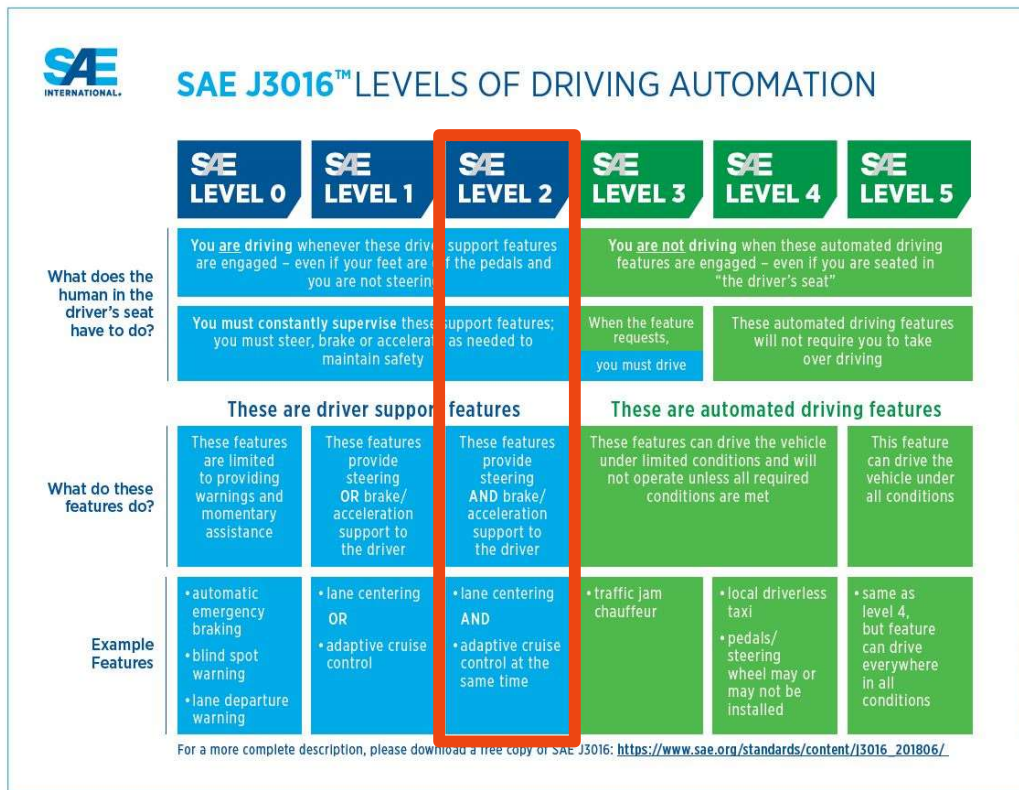 SAE
INTERNATIONAL.
SAE J3016™ LEVELS OF DRIVING AUTOMATION
SAE
LEVEL 0
SAE
LEVEL 1
SAE
LEVEL 2
SAE
LEVEL 3
SAE
LEVEL 4
SAE
LEVEL 5
What does the
human in the
driver's seat
have to do?
You are driving whenever these driver support features
are engaged – even if your feet are off the pedals and
you are not steering
You are not driving when these automated driving
features are engaged – even if you are seated in
"the driver's seat"
You must constantly supervise these support features;
you must steer, brake or accelerate as needed to
maintain safety
When the feature
requests,
you must drive
These automated driving features
will not require you to take
over driving
These are driver support features
These are automated driving features
What do these
features do?
These features
are limited
to providing
warnings and
momentary
assistance
These features
provide
steering
OR brake/
acceleration
support to
the driver
These features
provide
steering
AND brake/
acceleration
support to
the driver
These features can drive the vehicle
under limited conditions and will
not operate unless all required
conditions are met
This feature
can drive the
vehicle under
all conditions
Example
Features
• automatic
emergency
braking
• blind spot
warning
• lane departure
warning
• lane centering
OR
• adaptive cruise
control
• lane centering
AND
• adaptive cruise
control at the
same time
• traffic jam
chauffeur
• local driverless
taxi
• pedals/
steering
wheel may or
may not be
installed
• same as
level 4,
but feature
can drive
everywhere
in all
conditions
For a more complete description, please download a free copy of SAE J3016: https://www.sae.org/standards/content/j3016_201806/